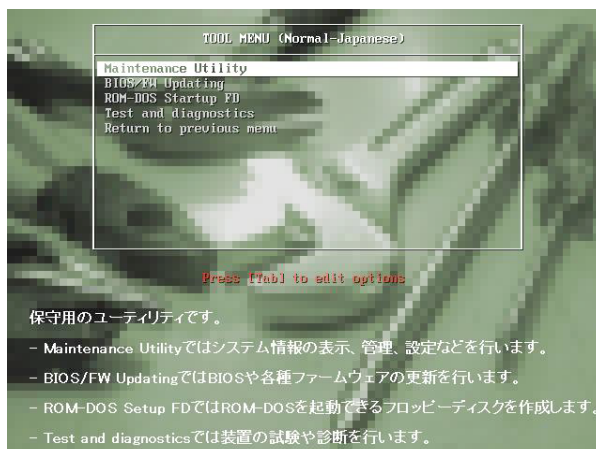 TOOL MENU (Normal-Japanese)
Maintenance Utility
BIOS/FW Updating
ROM-DOS Startup FD
Test and diagnostics
Return to previous menu
Press [Tab] to edit options
保守用のユーティリティです。
- Maintenance Utilityではシステム情報の表示、管理、設定などを行います。
- BIOS/FW UpdatingではBIOSや各種ファームウェアの更新を行います。
- ROM-DOS Setup FDではROM-DOSを起動できるフロッピーディスクを作成します。
- Test and diagnosticsでは装置の試験や診断を行います。